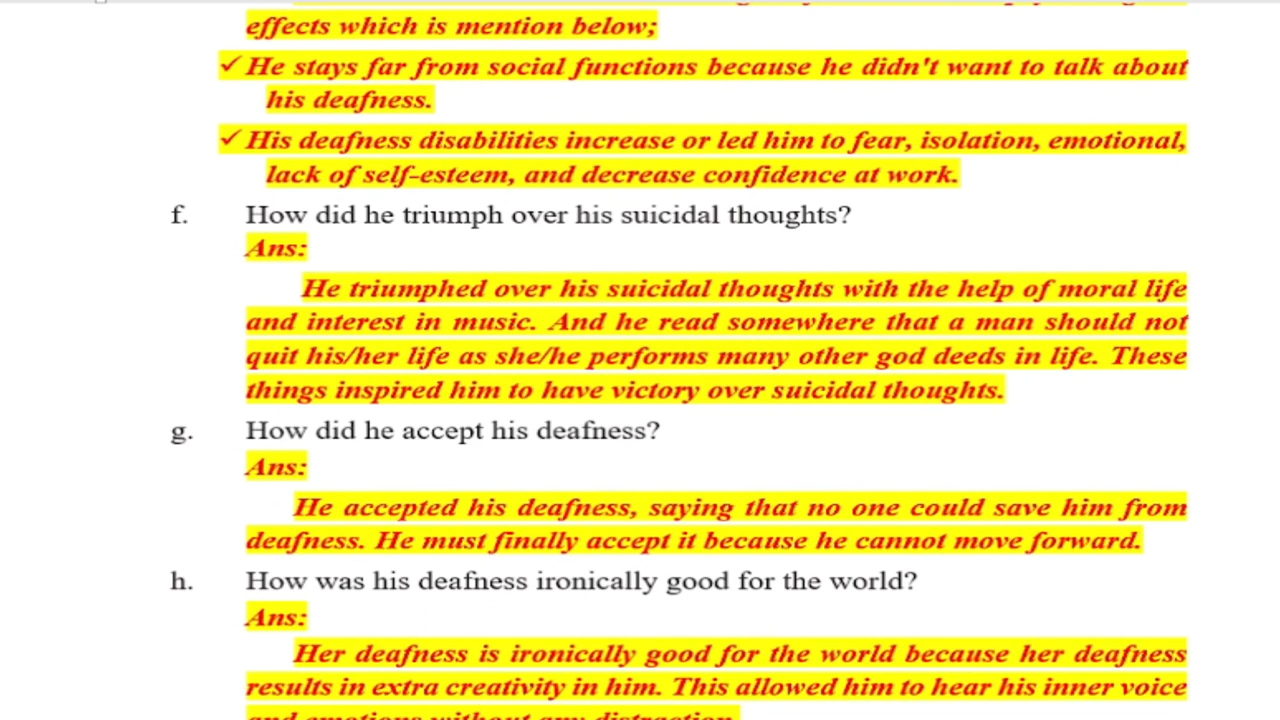 effects which is mention below;
✓ He stays far from social functions because he didn't want to talk about
his deafness.
✓ His deafness disabilities increase or led him to fear, isolation, emotional,
lack of self-esteem, and decrease confidence at work.
f. How did he triumph over his suicidal thoughts?
Ans:
He triumphed over his suicidal thoughts with the help of moral life
and interest in music. And he read somewhere that a man should not
quit his/her life as she/he performs many other god deeds in life. These
things inspired him to have victory over suicidal thoughts.
g. How did he accept his deafness?
Ans:
He accepted his deafness, saying that no one could save him from
deafness. He must finally accept it because he cannot move forward.
h. How was his deafness ironically good for the world?
Ans:
Her deafness is ironically good for the world because her deafness
results in extra creativity in him. This allowed him to hear his inner voice
and emotions without any distraction.